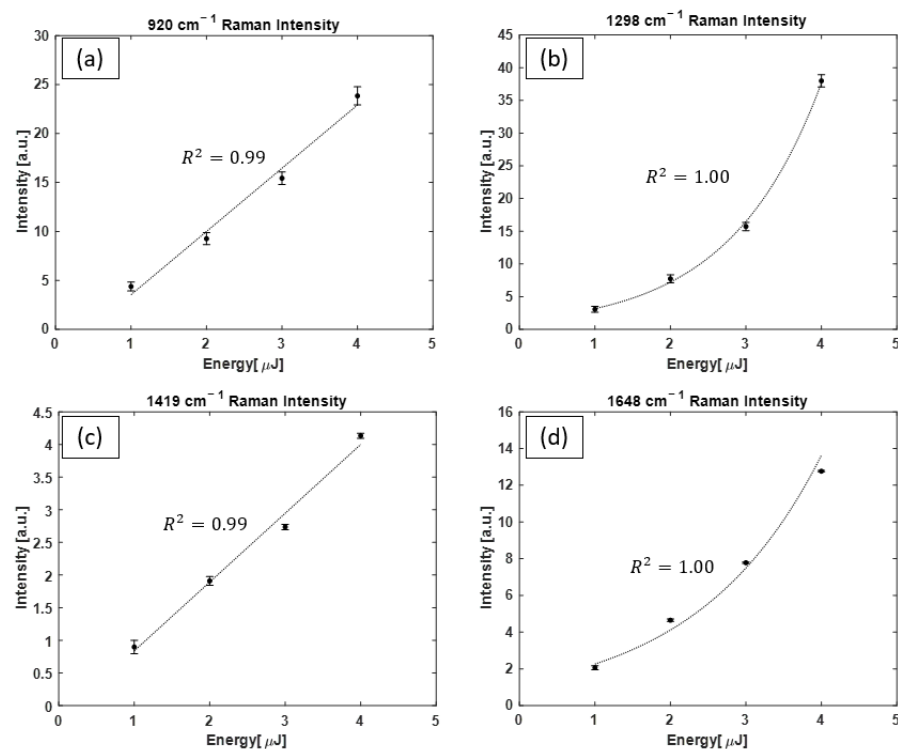 920 cm⁻¹ Raman Intensity
(a)
R² = 0.99
Intensity [a.u.]
30
25
20
15
10
5
0
0 1 2 3 4 5
Energy[ μJ]
1298 cm⁻¹ Raman Intensity
(b)
R² = 1.00
Intensity [a.u.]
45
40
35
30
25
20
15
10
5
0
0 1 2 3 4 5
Energy[ μJ]
1419 cm⁻¹ Raman Intensity
(c)
R² = 0.99
Intensity [a.u.]
4.5
4
3.5
3
2.5
2
1.5
1
0.5
0
0 1 2 3 4 5
Energy[ μJ]
1648 cm⁻¹ Raman Intensity
(d)
R² = 1.00
Intensity [a.u.]
16
14
12
10
8
6
4
2
0
0 1 2 3 4 5
Energy[ μJ]